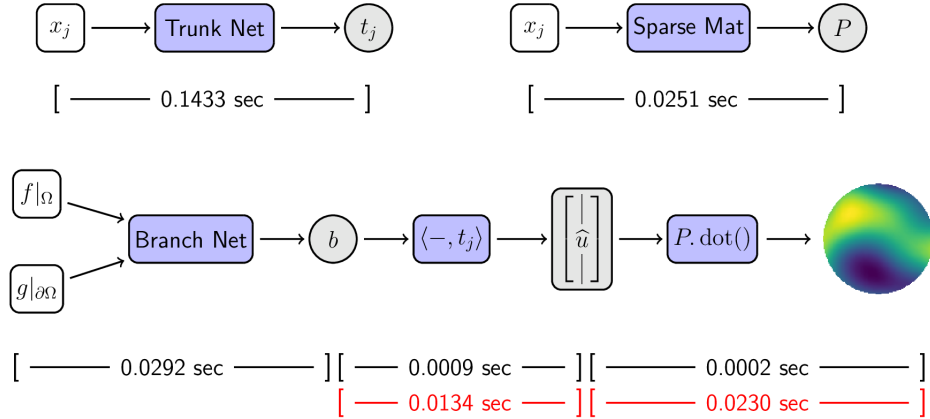 x_j Trunk Net t_j x_j Sparse Mat P
[ 0.1433 sec ] [ 0.0251 sec ]
f|_Ω
Branch Net b ⟨−, t_j⟩ [ | û | ] P.dot()
g|_∂Ω
[ 0.0292 sec ] [ 0.0009 sec ] [ 0.0002 sec ]
[ 0.0134 sec ] [ 0.0230 sec ]